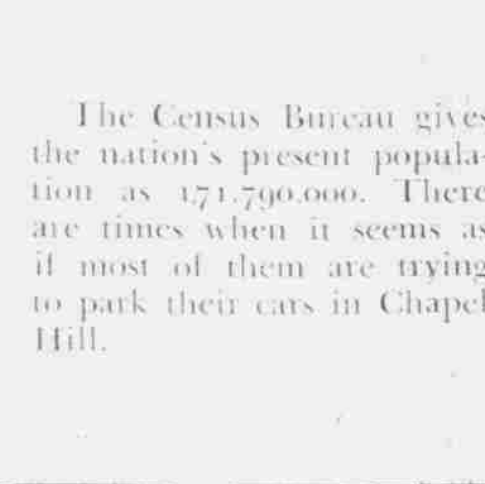 The Census Bureau gives
the nation's present popula-
tion as 171,790,000. There
are times when it seems as
if most of them are trying
to park their cars in Chapel
Hill.